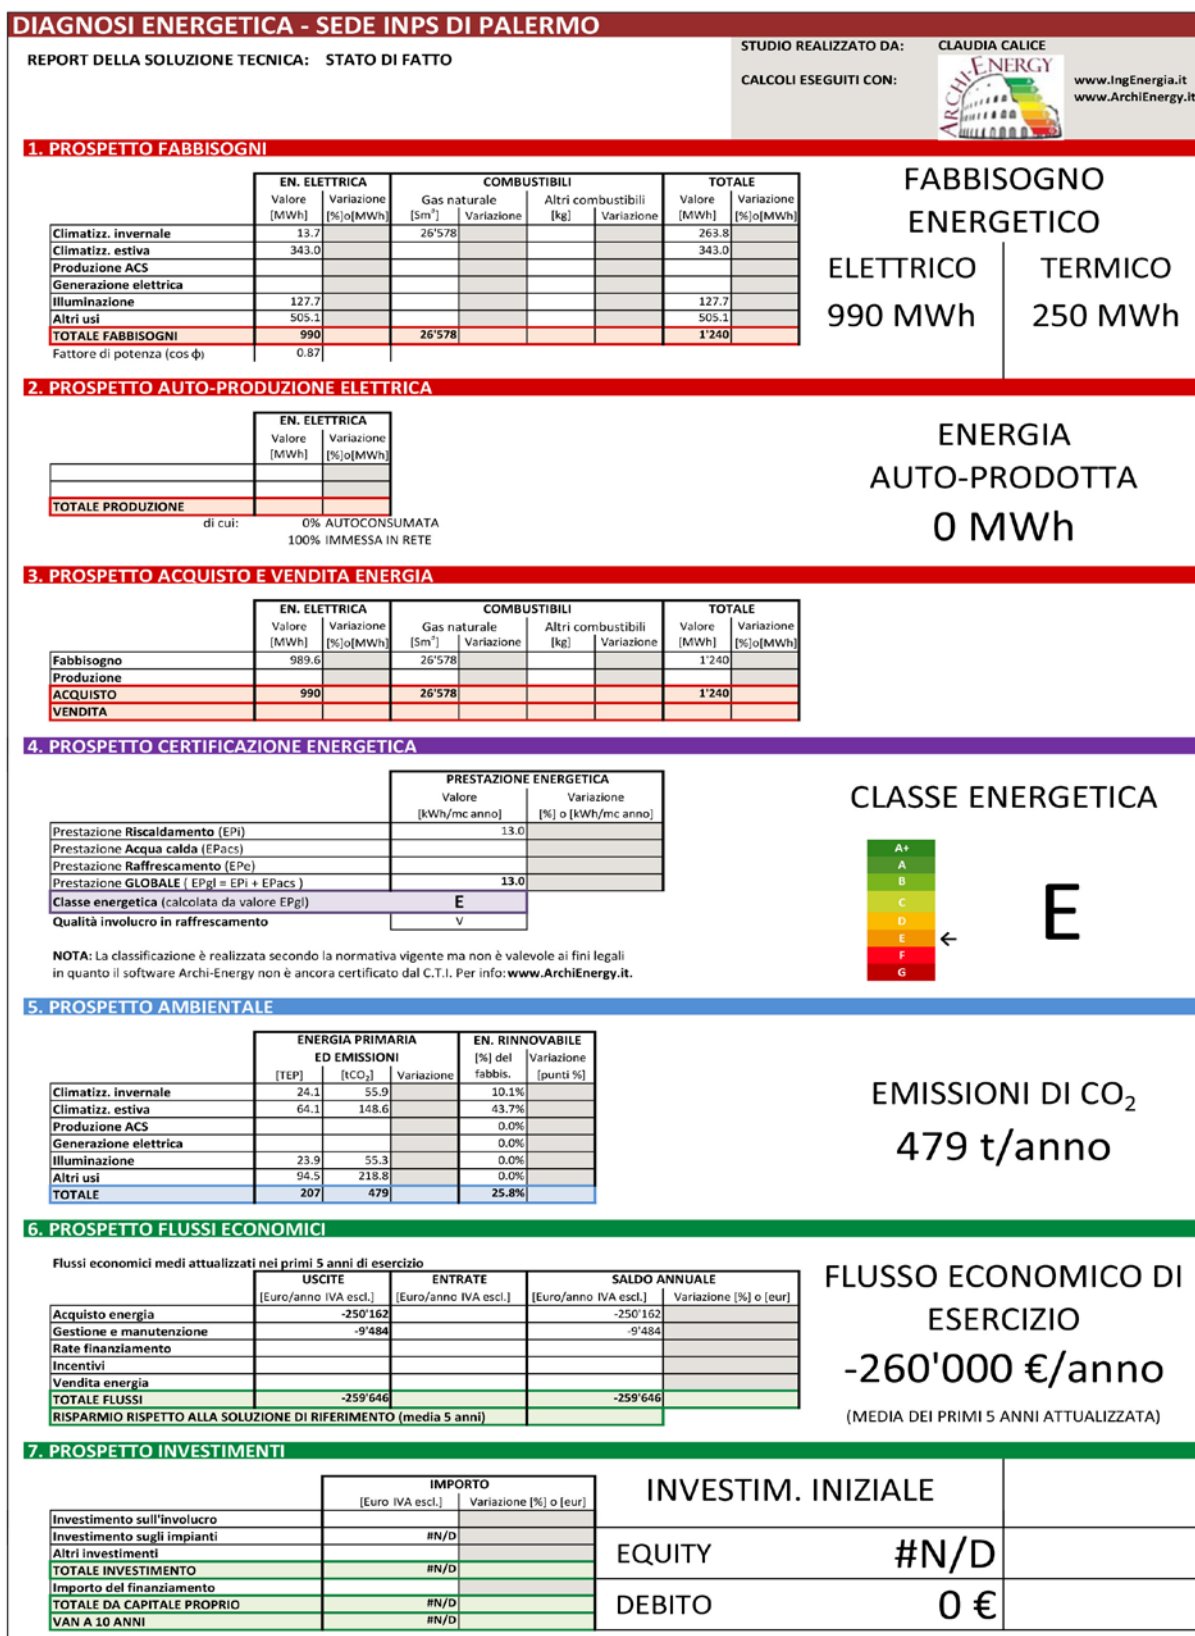 DIAGNOSI ENERGETICA - SEDE INPS DI PALERMO
REPORT DELLA SOLUZIONE TECNICA: STATO DI FATTO
STUDIO REALIZZATO DA: CLAUDIA CALICE
CALCOLI ESEGUITI CON:
ARCHI-ENERGY
www.IngEnergia.it
www.ArchiEnergy.it
1. PROSPETTO FABBISOGNI
EN. ELETTRICA COMBUSTIBILI TOTALE
Valore Variazione Gas naturale Altri combustibili Valore Variazione
[MWh] [%]o[MWh] [Sm³] Variazione [kg] Variazione [MWh] [%]o[MWh]
Climatizz. invernale 13.7 26'578 263.8
Climatizz. estiva 343.0 343.0
Produzione ACS
Generazione elettrica
Illuminazione 127.7 127.7
Altri usi 505.1 505.1
TOTALE FABBISOGNI 990 26'578 1'240
Fattore di potenza (cos ϕ) 0.87
FABBISOGNO
ENERGETICO
ELETTRICO TERMICO
990 MWh 250 MWh
2. PROSPETTO AUTO-PRODUZIONE ELETTRICA
EN. ELETTRICA
Valore Variazione
[MWh] [%]o[MWh]
TOTALE PRODUZIONE
di cui: 0% AUTOCONSUMATA
100% IMMESSA IN RETE
ENERGIA
AUTO-PRODOTTA
0 MWh
3. PROSPETTO ACQUISTO E VENDITA ENERGIA
EN. ELETTRICA COMBUSTIBILI TOTALE
Valore Variazione Gas naturale Altri combustibili Valore Variazione
[MWh] [%]o[MWh] [Sm³] Variazione [kg] Variazione [MWh] [%]o[MWh]
Fabbisogno 989.6 26'578 1'240
Produzione
ACQUISTO 990 26'578 1'240
VENDITA
4. PROSPETTO CERTIFICAZIONE ENERGETICA
PRESTAZIONE ENERGETICA
Valore Variazione
[kWh/mc anno] [%] o [kWh/mc anno]
Prestazione Riscaldamento (EPi) 13.0
Prestazione Acqua calda (EPacs)
Prestazione Raffrescamento (EPe)
Prestazione GLOBALE ( EPgl = EPi + EPacs ) 13.0
Classe energetica (calcolata da valore EPgl) E
Qualità involucro in raffrescamento V
NOTA: La classificazione è realizzata secondo la normativa vigente ma non è valevole ai fini legali
in quanto il software Archi-Energy non è ancora certificato dal C.T.I. Per info: www.ArchiEnergy.it.
CLASSE ENERGETICA
A+
A
B
C
D
E ←
F
G
E
5. PROSPETTO AMBIENTALE
ENERGIA PRIMARIA EN. RINNOVABILE
ED EMISSIONI [%] del Variazione
[TEP] [tCO₂] Variazione fabbis. [punti %]
Climatizz. invernale 24.1 55.9 10.1%
Climatizz. estiva 64.1 148.6 43.7%
Produzione ACS 0.0%
Generazione elettrica 0.0%
Illuminazione 23.9 55.3 0.0%
Altri usi 94.5 218.8 0.0%
TOTALE 207 479 25.8%
EMISSIONI DI CO₂
479 t/anno
6. PROSPETTO FLUSSI ECONOMICI
Flussi economici medi attualizzati nei primi 5 anni di esercizio
USCITE ENTRATE SALDO ANNUALE
[Euro/anno IVA escl.] [Euro/anno IVA escl.] [Euro/anno IVA escl.] Variazione [%] o [eur]
Acquisto energia -250'162 -250'162
Gestione e manutenzione -9'484 -9'484
Rate finanziamento
Incentivi
Vendita energia
TOTALE FLUSSI -259'646 -259'646
RISPARMIO RISPETTO ALLA SOLUZIONE DI RIFERIMENTO (media 5 anni)
FLUSSO ECONOMICO DI
ESERCIZIO
-260'000 €/anno
(MEDIA DEI PRIMI 5 ANNI ATTUALIZZATA)
7. PROSPETTO INVESTIMENTI
IMPORTO
[Euro IVA escl.] Variazione [%] o [eur]
Investimento sull'involucro
Investimento sugli impianti #N/D
Altri investimenti
TOTALE INVESTIMENTO #N/D
Importo del finanziamento
TOTALE DA CAPITALE PROPRIO #N/D
VAN A 10 ANNI #N/D
INVESTIM. INIZIALE
EQUITY #N/D
DEBITO 0 €